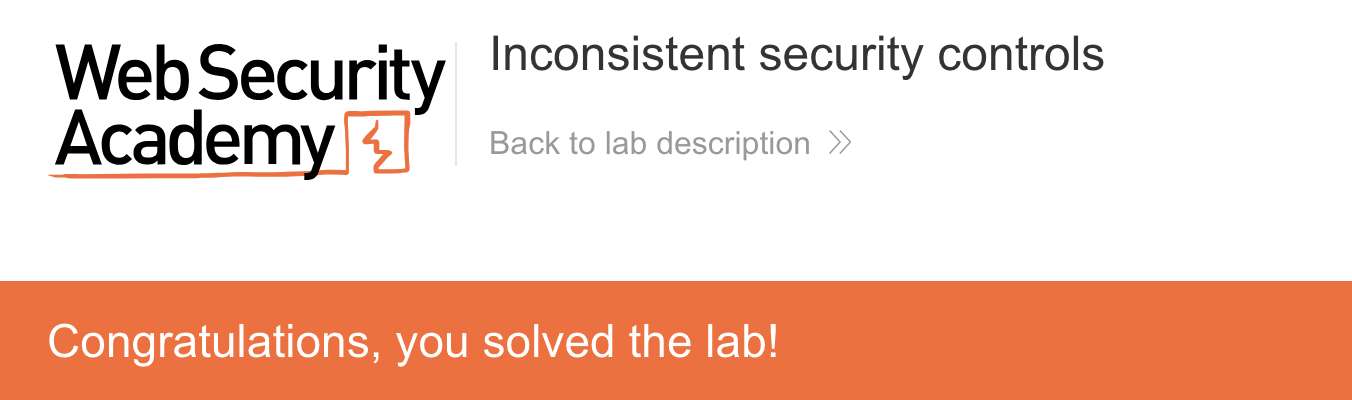 Web Security
Academy
Inconsistent security controls
Back to lab description
Congratulations, you solved the lab!